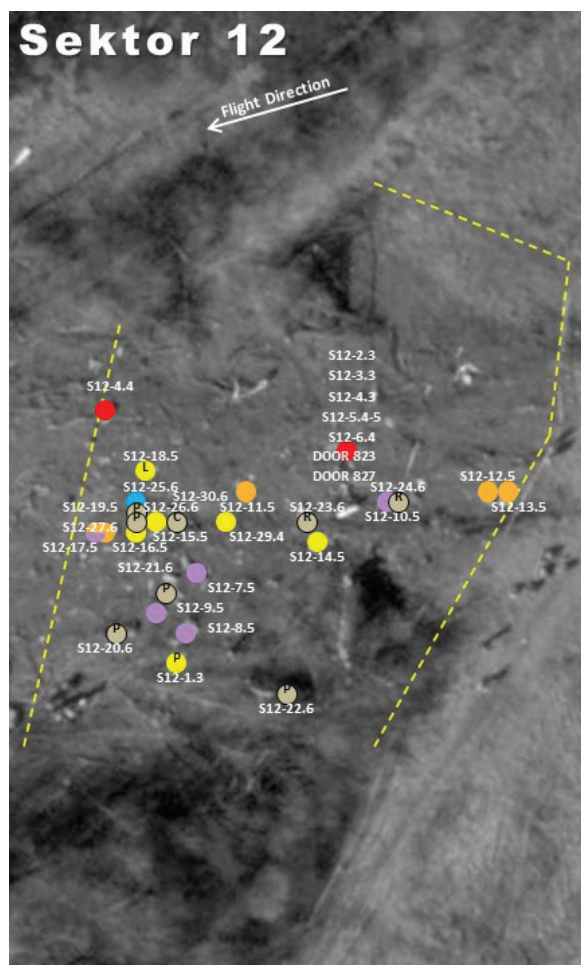 Sektor 12
Flight Direction
S12-2.3
S12-3.3
S12-4.4
S12-4.3
S12-5.4-5
S12-6.4
DOOR 823
DOOR 827
S12-18.5
L
S12-25.6
S12-30.6
S12-24.6
S12-12.5
R
S12-19.5
P
S12-26.6
S12-11.5
S12-23.6
S12-10.5
S12-13.5
P
C
R
S12-27.6
S12-15.5
S12-29.4
S12-17.5
S12-16.5
S12-14.5
S12-21.6
S12-7.5
P
S12-9.5
S12-8.5
P
S12-20.6
P
S12-1.3
P
S12-22.6